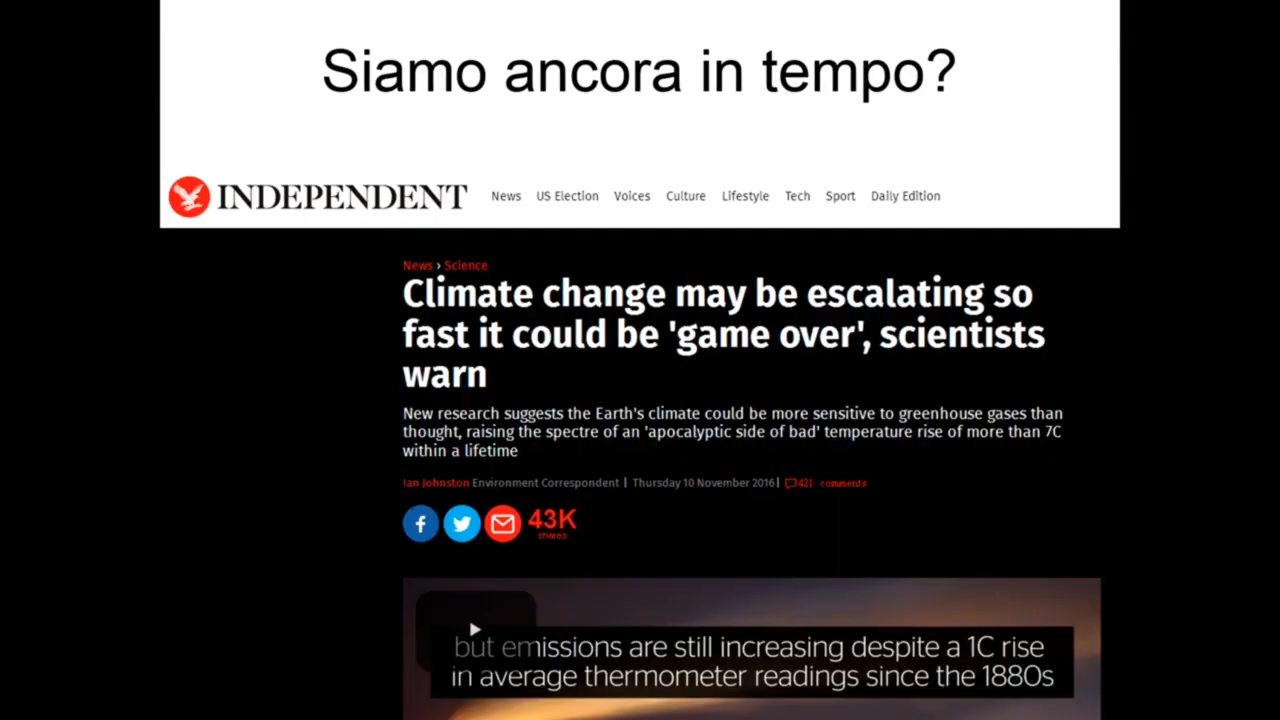 Siamo ancora in tempo?
INDEPENDENT News US Election Voices Culture Lifestyle Tech Sport Daily Edition
News › Science
Climate change may be escalating so
fast it could be 'game over', scientists
warn
New research suggests the Earth's climate could be more sensitive to greenhouse gases than
thought, raising the spectre of an 'apocalyptic side of bad' temperature rise of more than 7C
within a lifetime
Ian Johnston Environment Correspondent | Thursday 10 November 2016 | 421 comments
43K
shares
but emissions are still increasing despite a 1C rise
in average thermometer readings since the 1880s